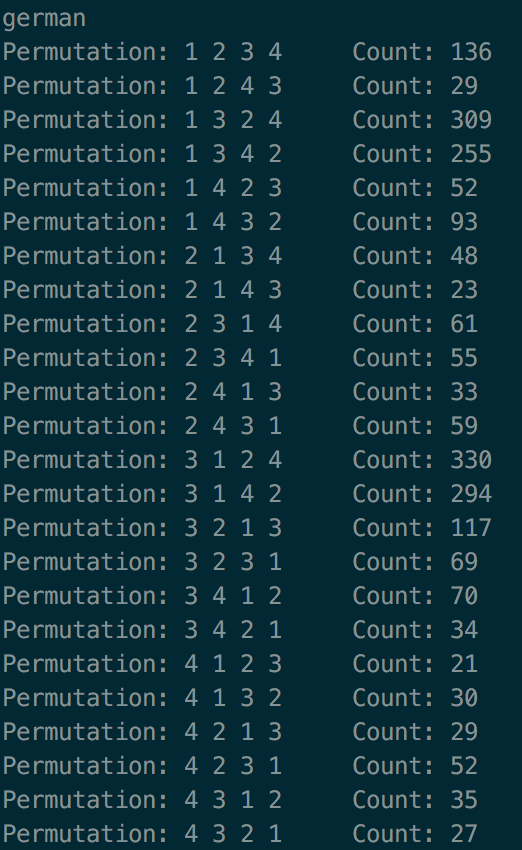 german
Permutation: 1 2 3 4 Count: 136
Permutation: 1 2 4 3 Count: 29
Permutation: 1 3 2 4 Count: 309
Permutation: 1 3 4 2 Count: 255
Permutation: 1 4 2 3 Count: 52
Permutation: 1 4 3 2 Count: 93
Permutation: 2 1 3 4 Count: 48
Permutation: 2 1 4 3 Count: 23
Permutation: 2 3 1 4 Count: 61
Permutation: 2 3 4 1 Count: 55
Permutation: 2 4 1 3 Count: 33
Permutation: 2 4 3 1 Count: 59
Permutation: 3 1 2 4 Count: 330
Permutation: 3 1 4 2 Count: 294
Permutation: 3 2 1 3 Count: 117
Permutation: 3 2 3 1 Count: 69
Permutation: 3 4 1 2 Count: 70
Permutation: 3 4 2 1 Count: 34
Permutation: 4 1 2 3 Count: 21
Permutation: 4 1 3 2 Count: 30
Permutation: 4 2 1 3 Count: 29
Permutation: 4 2 3 1 Count: 52
Permutation: 4 3 1 2 Count: 35
Permutation: 4 3 2 1 Count: 27